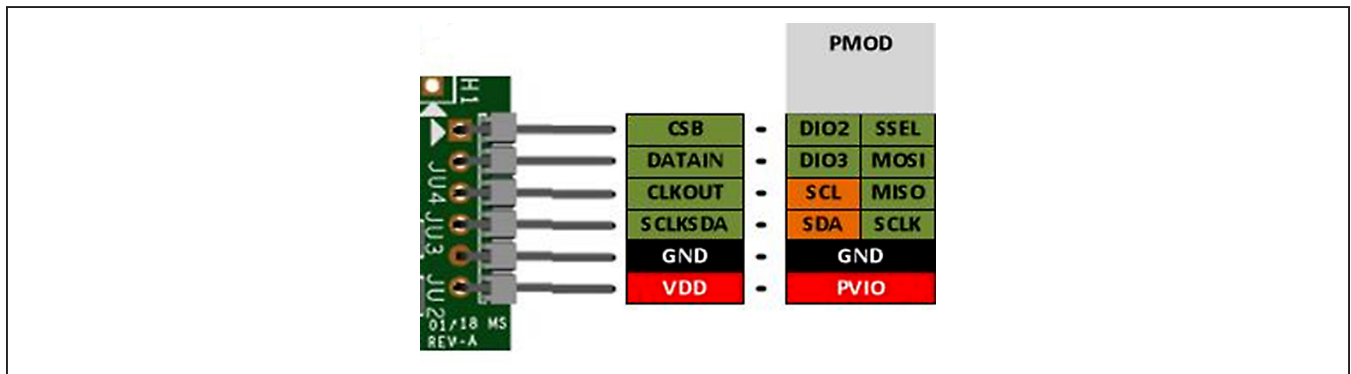 PMOD
H1
CSB - DIO2 SSEL
DATAIN - DIO3 MOSI
JU4
CLKOUT - SCL MISO
SCLKSDA - SDA SCLK
JU3
GND - GND
VDD - PVIO
JU2
01/18 MS
REV-A